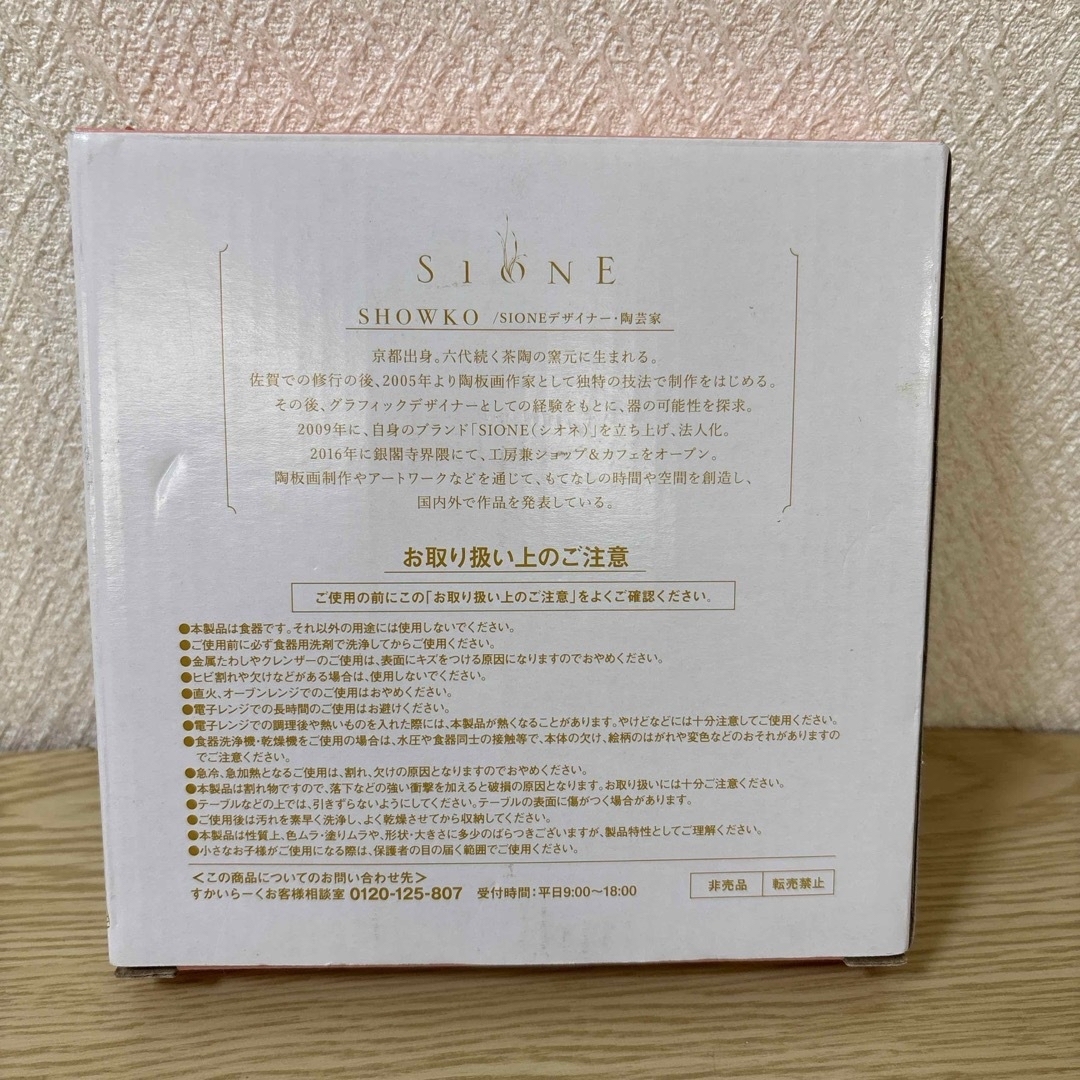 SIONE
SHOWKO /SIONEデザイナー・陶芸家
京都出身。六代続く茶陶の窯元に生まれる。
佐賀での修行の後、2005年より陶板画作家として独特の技法で制作をはじめる。
その後、グラフィックデザイナーとしての経験をもとに、器の可能性を探求。
2009年に、自身のブランド「SIONE(シオネ)」を立ち上げ、法人化。
2016年に銀閣寺界隈にて、工房兼ショップ&カフェをオープン。
陶板画制作やアートワークなどを通じて、もてなしの時間や空間を創造し、
国内外で作品を発表している。
お取り扱い上のご注意
ご使用の前にこの「お取り扱い上のご注意」をよくご確認ください。
●本製品は食器です。それ以外の用途には使用しないでください。
●ご使用前に必ず食器用洗剤で洗浄してからご使用ください。
●金属たわしやクレンザーのご使用は、表面にキズをつける原因になりますのでおやめください。
●ヒビ割れや欠けなどがある場合は、使用しないでください。
●直火、オーブンレンジでのご使用はおやめください。
●電子レンジでの長時間のご使用はお避けください。
●電子レンジでの調理後や熱いものを入れた際には、本製品が熱くなることがあります。やけどなどには十分注意してご使用ください。
●食器洗浄機・乾燥機をご使用の場合は、水圧や食器同士の接触等で、本体の欠け、絵柄のはがれや変色などのおそれがありますの
でご注意ください。
●急冷、急加熱となるご使用は、割れ、欠けの原因となりますのでおやめください。
●本製品は割れ物ですので、落下などの強い衝撃を加えると破損の原因となります。お取り扱いには十分ご注意ください。
●テーブルなどの上では、引きずらないようにしてください。テーブルの表面に傷がつく場合があります。
●ご使用後は汚れを素早く洗浄し、よく乾燥させてから収納してください。
●本製品は性質上、色ムラ・塗りムラや、形状・大きさに多少のばらつきございますが、製品特性としてご理解ください。
●小さなお子様がご使用になる際は、保護者の目の届く範囲でご使用ください。
＜この商品についてのお問い合わせ先＞
すかいらーくお客様相談室 0120-125-807 受付時間:平日9:00〜18:00
非売品 転売禁止